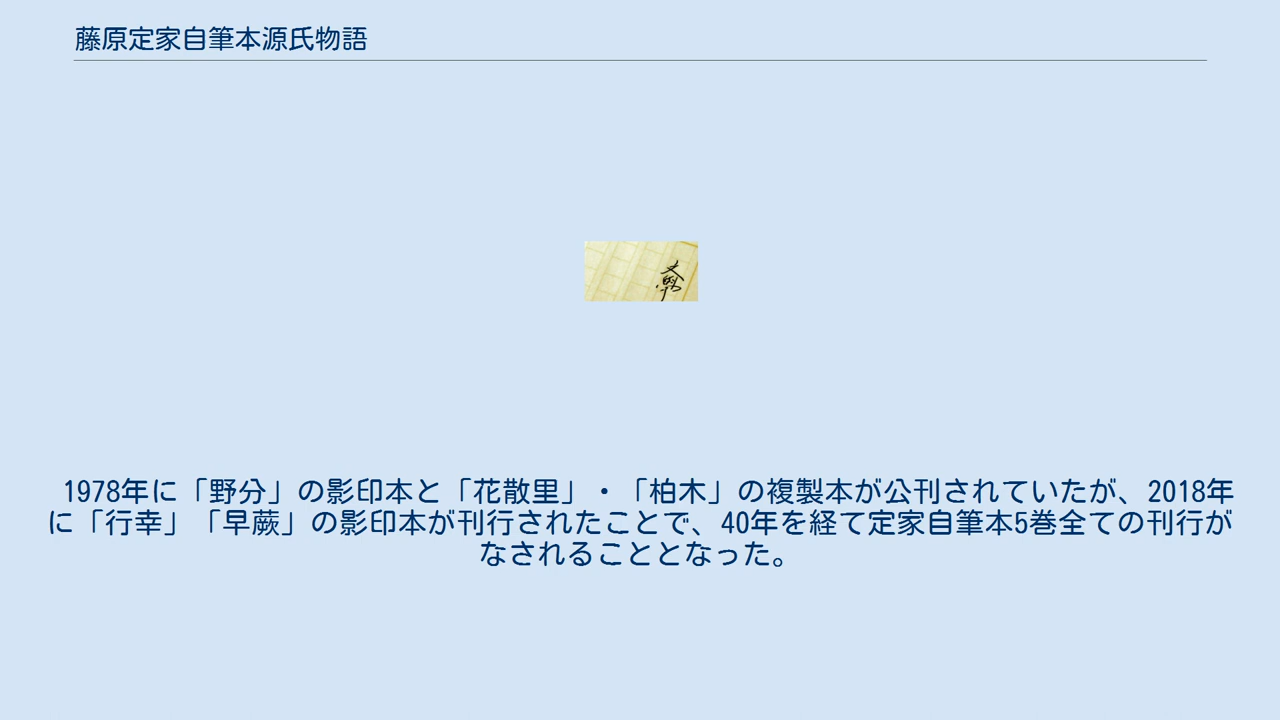 藤原定家自筆本源氏物語
1978年に「野分」の影印本と「花散里」・「柏木」の複製本が公刊されていたが、2018年
に「行幸」「早蕨」の影印本が刊行されたことで、40年を経て定家自筆本5巻全ての刊行が
なされることとなった。